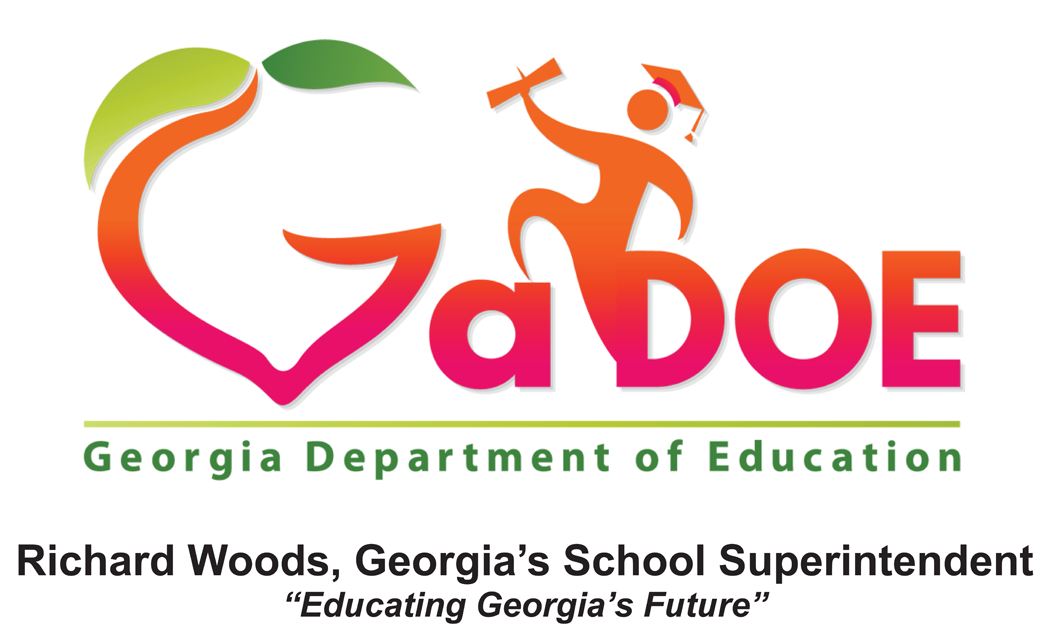 GaDOE
Georgia Department of Education
Richard Woods, Georgia’s School Superintendent
“Educating Georgia’s Future”